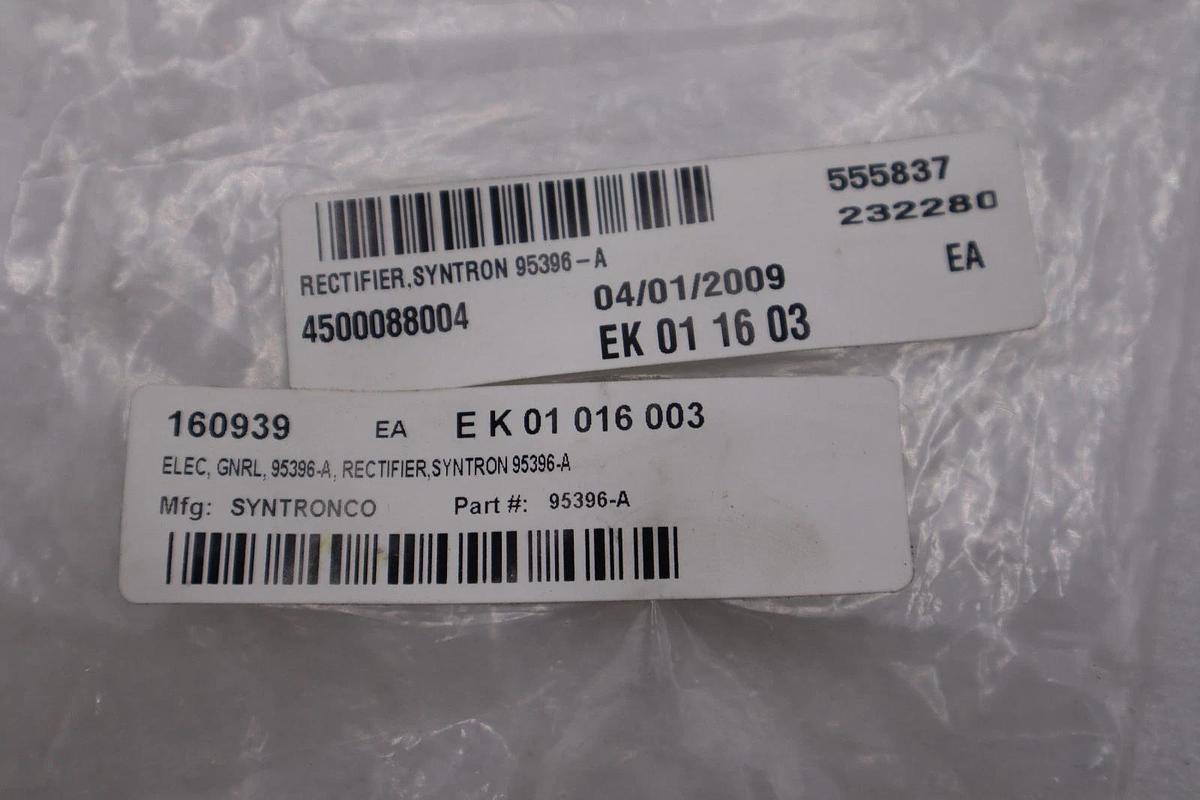 555837
232280
RECTIFIER,SYNTRON 95396-A
EA
4500088004
04/01/2009
EK 01 16 03
160939 EA E K 01 016 003
ELEC, GNRL, 95396-A, RECTIFIER,SYNTRON 95396-A
Mfg: SYNTRONCO Part #: 95396-A